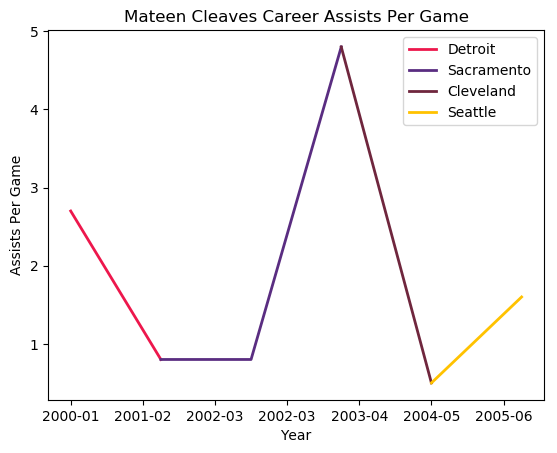 Mateen Cleaves Career Assists Per Game
5
4
3
2
1
Assists Per Game
Detroit
Sacramento
Cleveland
Seattle
2000-01 2001-02 2002-03 2002-03 2003-04 2004-05 2005-06
Year